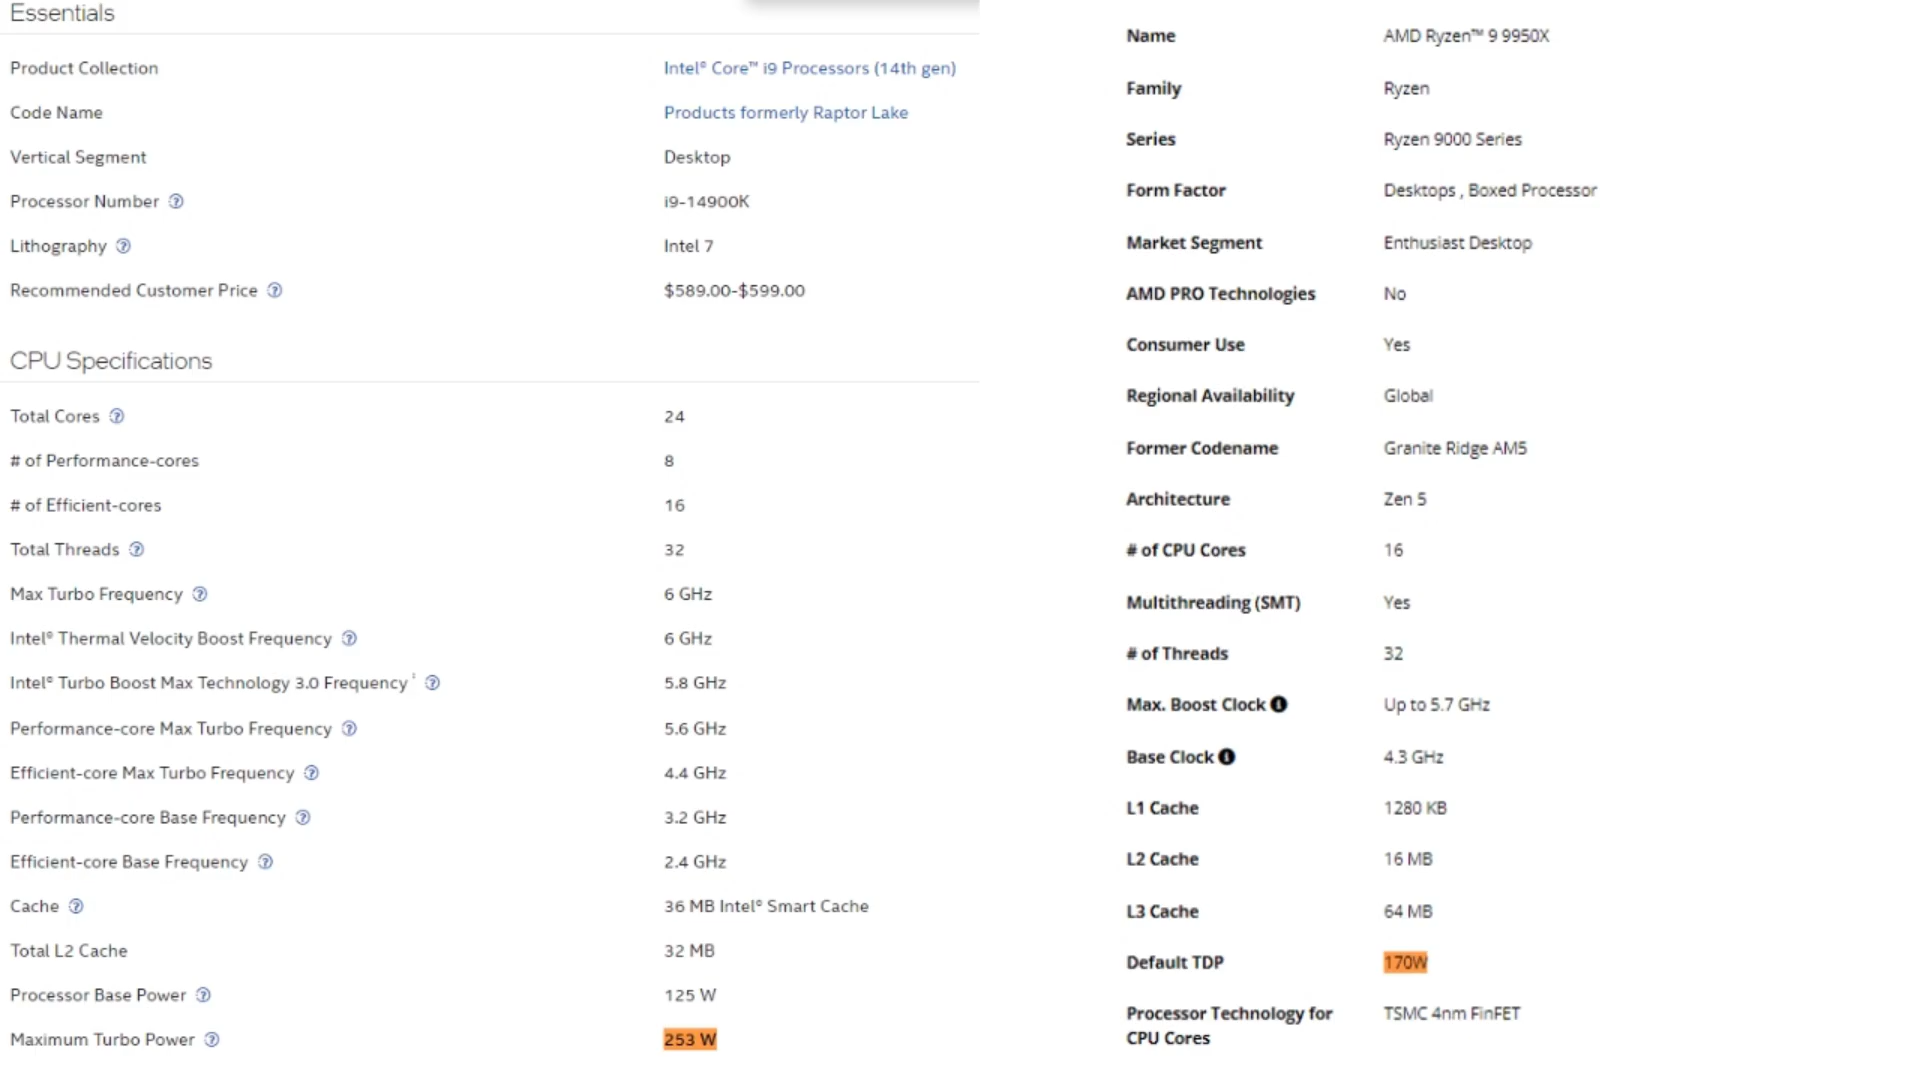 Essentials
Product Collection Intel® Core™ i9 Processors (14th gen)
Code Name Products formerly Raptor Lake
Vertical Segment Desktop
Processor Number i9-14900K
Lithography Intel 7
Recommended Customer Price $589.00-$599.00
CPU Specifications
Total Cores 24
# of Performance-cores 8
# of Efficient-cores 16
Total Threads 32
Max Turbo Frequency 6 GHz
Intel® Thermal Velocity Boost Frequency 6 GHz
Intel® Turbo Boost Max Technology 3.0 Frequency 5.8 GHz
Performance-core Max Turbo Frequency 5.6 GHz
Efficient-core Max Turbo Frequency 4.4 GHz
Performance-core Base Frequency 3.2 GHz
Efficient-core Base Frequency 2.4 GHz
Cache 36 MB Intel® Smart Cache
Total L2 Cache 32 MB
Processor Base Power 125 W
Maximum Turbo Power 253 W
Name AMD Ryzen™ 9 9950X
Family Ryzen
Series Ryzen 9000 Series
Form Factor Desktops , Boxed Processor
Market Segment Enthusiast Desktop
AMD PRO Technologies No
Consumer Use Yes
Regional Availability Global
Former Codename Granite Ridge AM5
Architecture Zen 5
# of CPU Cores 16
Multithreading (SMT) Yes
# of Threads 32
Max. Boost Clock Up to 5.7 GHz
Base Clock 4.3 GHz
L1 Cache 1280 KB
L2 Cache 16 MB
L3 Cache 64 MB
Default TDP 170W
Processor Technology for TSMC 4nm FinFET
CPU Cores